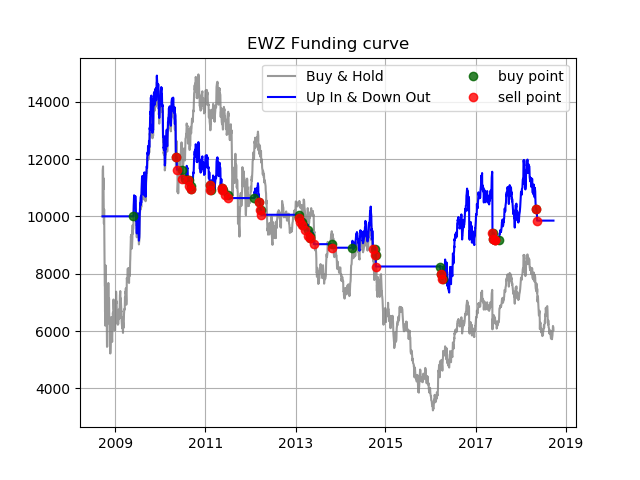 EWZ Funding curve
Buy & Hold
Up In & Down Out
buy point
sell point
14000
12000
10000
8000
6000
4000
2009 2011 2013 2015 2017 2019